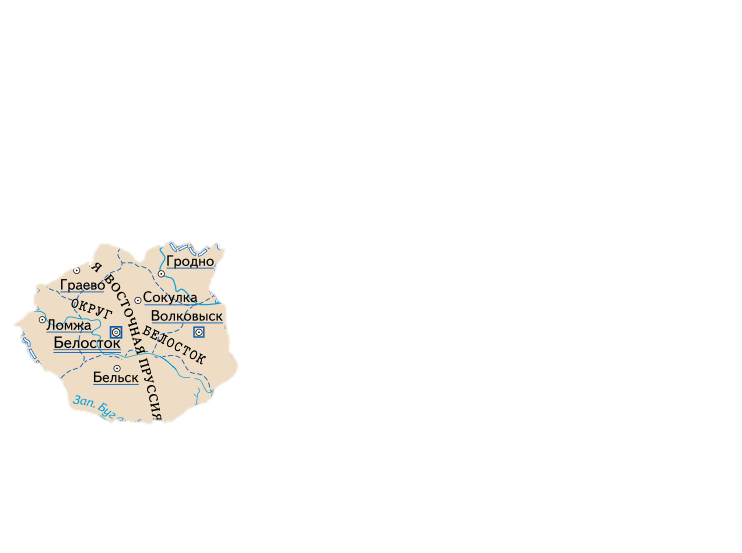 Гродно
Я ВОСТОЧНАЯ ПРУССИЯ
Граево
Сокулка
ОКРУГ БЕЛОСТОК
Волковыск
Ломжа
Белосток
Бельск
Зап. Буг